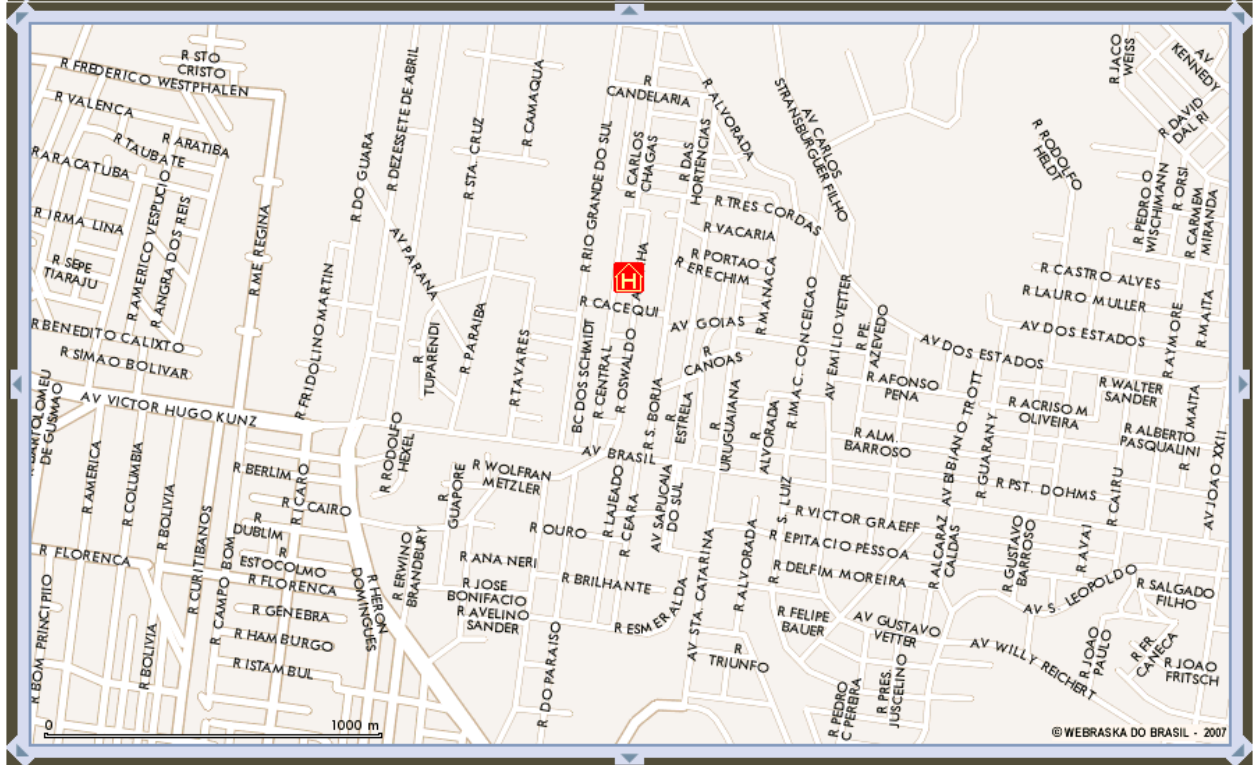 R STO
CRISTO
R FREDERICO WESTPHALEN
R VALENCA
R ARATIBA
R TAUBATE
R ARACATUBA
R IRMA LINA
R SEPE
TIARAJU
R AMERICO VESPUCIO
R ANGRA DOS REIS
R BENEDITO CALIXTO
R SIMAO BOLIVAR
R ME REGINA
R FRIDOLINO MARTIN
R DO GUARA
R DEZESSETE DE ABRIL
AV PARANA
R STA. CRUZ
R CAMAQUA
R
TUPARENDI
R PARAIBA
R TAVARES
R RIO GRANDE DO SUL
R
CANDELARIA
R CARLOS
CHAGAS
R DAS
HORTENCIAS
R ALVORADA
AV CARLOS
STRANSBURGUER FILHO
R TRES CORDAS
R VACARIA
R PORTAO
R ERECHIM
H
R CACEQUI
AV GOIAS
R MANACA
R
CANOAS
BC DOS SCHMIDT
R CENTRAL
R OSWALDO
R S. BORJA
R
ESTRELA
R
URUGUAIANA
R
ALVORADA
R IMAC. CONCEICAO
AV EMILIO VETTER
R PE.
AZEVEDO
R JACO
WEISS
AV
KENNEDY
R DAVID
DAL RI
R RODOLFO
HELDT
R PEDRO O
WISCHIMANN
R ORSI
R CARMEM
MIRANDA
R CASTRO ALVES
R LAURO MULLER
AV DOS ESTADOS
AV DOS ESTADOS
R AYMORE
R MAITA
R AFONSO
PENA
R ALM.
BARROSO
AV BIBIANO TROTT
R GUARANY
R ACRISO M
OLIVEIRA
R WALTER
SANDER
R ALBERTO
PASQUALINI
R MAITA
AV JOAO XXIII
AV VICTOR HUGO KUNZ
R BARTOLOMEU
DE GUSMAO
R AMERICA
R COLUMBIA
R BOLIVIA
R CURITIBANOS
R CAMPO BOM
R BERLIM
R CARO
R CAIRO
R
DUBLIM
R
ESTOCOLMO
R FLORENCA
R FLORENCA
R GENEBRA
R HAMBURGO
R ISTAMBUL
R BOM PRINCIPIO
R BOLIVIA
R HERON
DOMINGUES
R RODOLFO
HEXEL
R ERWINO
BRANDBURY
R
GUAPORE
R WOLFRAN
METZLER
AV BRASIL
R OURO
R ANA NERI
R JOSE
BONIFACIO
R AVELINO
SANDER
R BRILHANTE
R ESMERALDA
R DO PARAISO
R LAJEADO
R CEARA
AV SAPUCAIA
DO SUL
AV STA. CATARINA
R ALVORADA
R
TRIUNFO
R S. LUIZ
R VICTOR GRAEFF
R EPITACIO PESSOA
R DELFIM MOREIRA
R FELIPE
BAUER
AV GUSTAVO
VETTER
R ALCARAZ
CALDAS
R PST. DOHMS
R CAIRU
R GUSTAVO
BARROSO
R AVAI
AV S. LEOPOLDO
R SALGADO
FILHO
AV WILLY REICHERT
R JOAO
PAULO
R FR.
CANECA
R JOAO
FRITSCH
R PEDRO
C PERBRA
R PRES.
JUSCELINO
0 1000 m
© WEBRASKA DO BRASIL - 2007